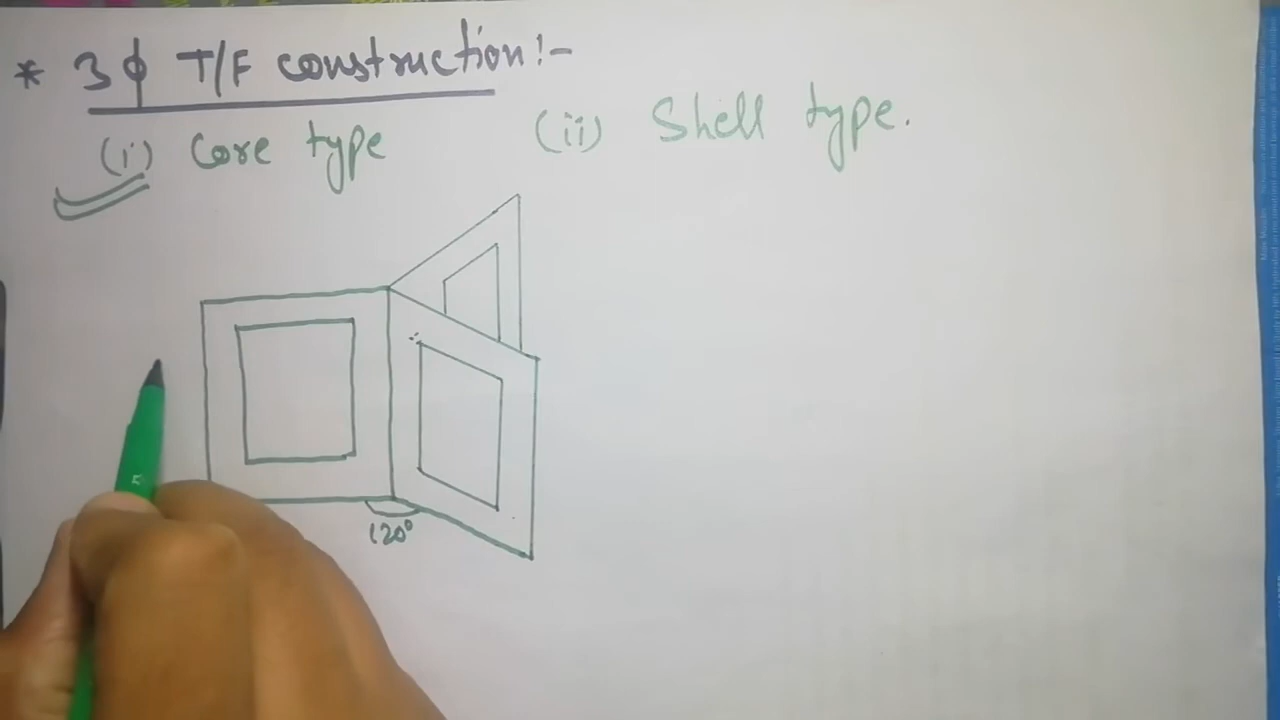 * 3ϕ T/F construction:-
(i) Core type (ii) Shell type.
120°